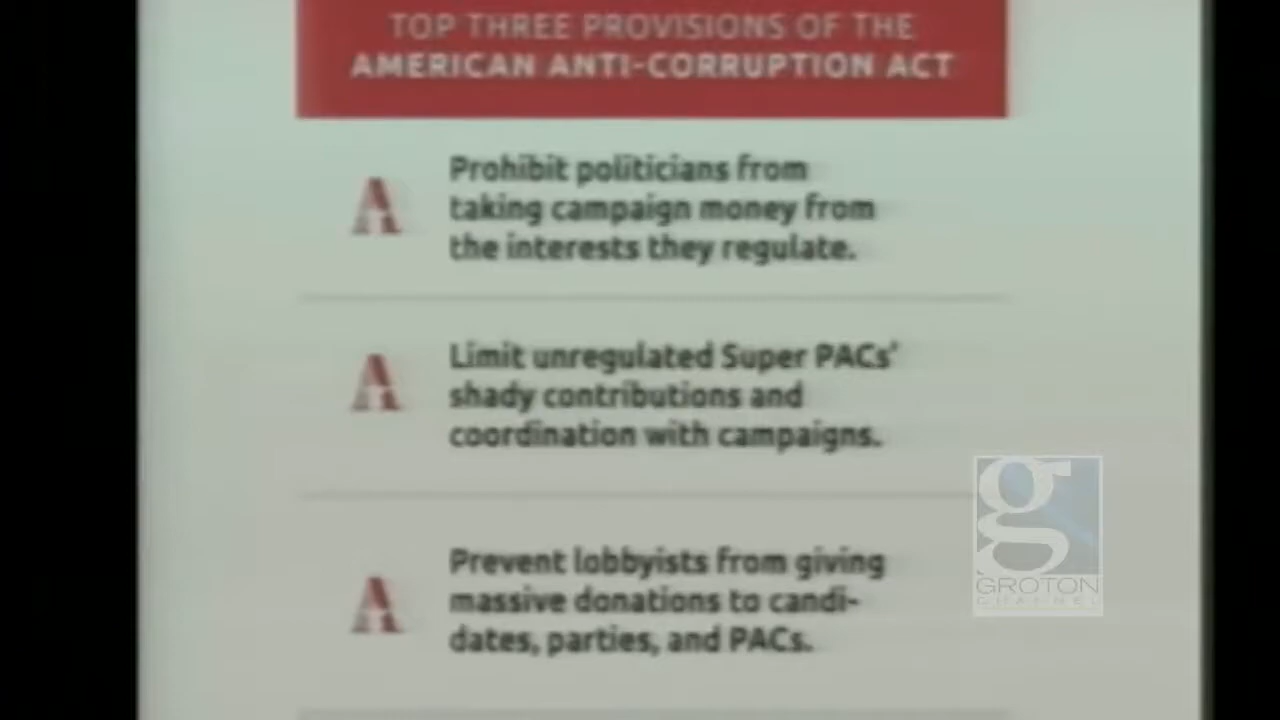 TOP THREE PROVISIONS OF THE
AMERICAN ANTI-CORRUPTION ACT
A
Prohibit politicians from
taking campaign money from
the interests they regulate.
A
Limit unregulated Super PACs'
shady contributions and
coordination with campaigns.
A
Prevent lobbyists from giving
massive donations to candi-
dates, parties, and PACs.
g
GROTON
CHANNEL